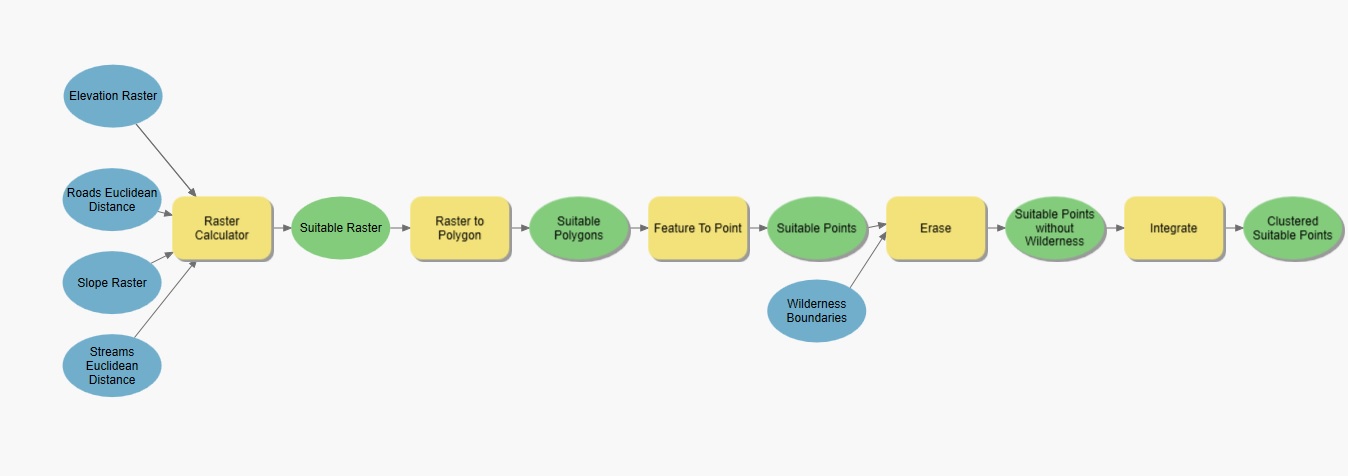 Elevation Raster
Roads Euclidean
Distance
Slope Raster
Streams
Euclidean
Distance
Raster
Calculator
Suitable Raster
Raster to
Polygon
Suitable
Polygons
Feature To Point
Suitable Points
Wilderness
Boundaries
Erase
Suitable Points
without
Wilderness
Integrate
Clustered
Suitable Points